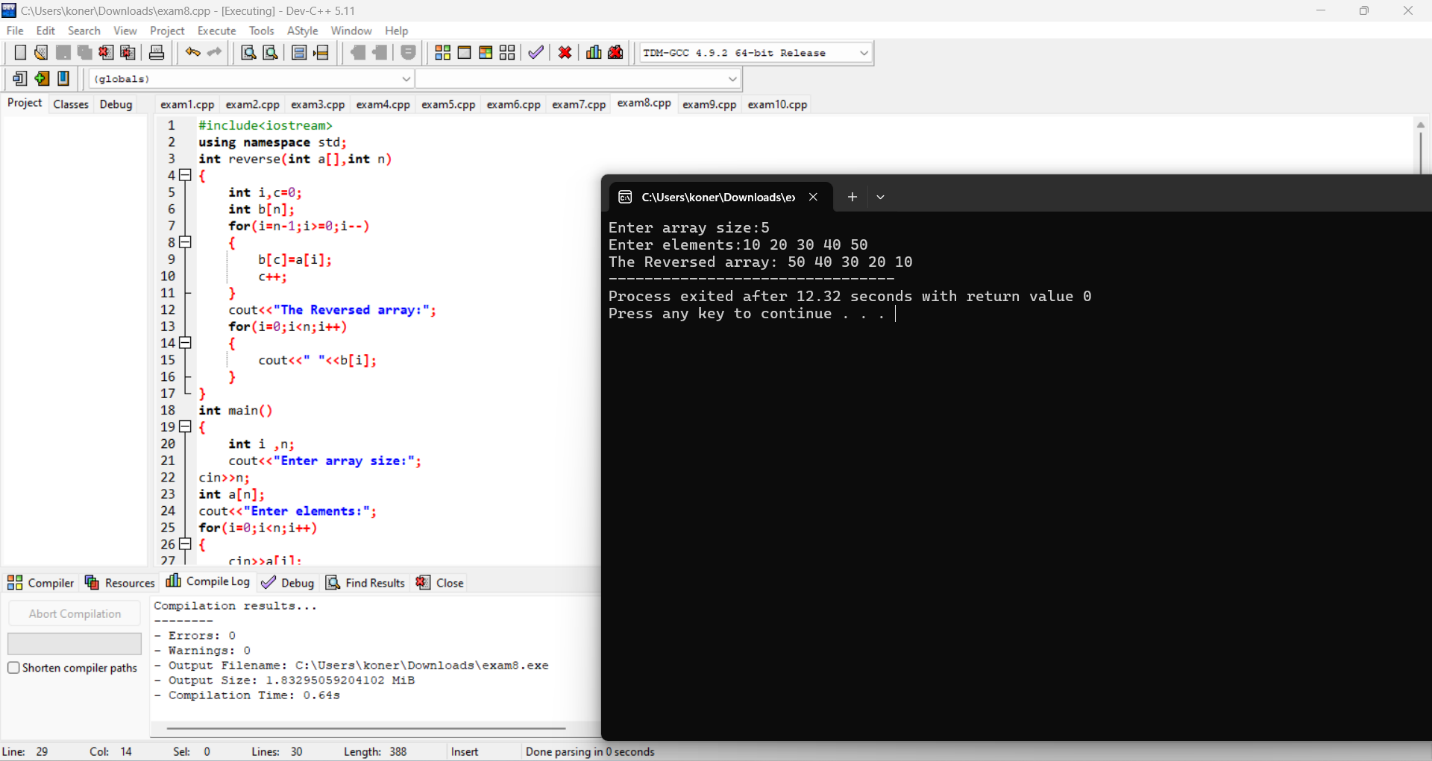 C:\Users\koner\Downloads\exam8.cpp - [Executing] - Dev-C++ 5.11
File Edit Search View Project Execute Tools AStyle Window Help
TDM-GCC 4.9.2 64-bit Release
(globals)
Project Classes Debug
exam1.cpp exam2.cpp exam3.cpp exam4.cpp exam5.cpp exam6.cpp exam7.cpp exam8.cpp exam9.cpp exam10.cpp
1 #include<iostream>
2 using namespace std;
3 int reverse(int a[],int n)
4 {
5 int i,c=0;
6 int b[n];
7 for(i=n-1;i>=0;i--)
8 {
9 b[c]=a[i];
10 c++;
11 }
12 cout<<"The Reversed array:";
13 for(i=0;i<n;i++)
14 {
15 cout<<" "<<b[i];
16 }
17 }
18 int main()
19 {
20 int i ,n;
21 cout<<"Enter array size:";
22 cin>>n;
23 int a[n];
24 cout<<"Enter elements:";
25 for(i=0;i<n;i++)
26 {
27 cin>>a[i];
C:\Users\koner\Downloads\ex
Enter array size:5
Enter elements:10 20 30 40 50
The Reversed array: 50 40 30 20 10
--------------------------------
Process exited after 12.32 seconds with return value 0
Press any key to continue . . .
Compiler Resources Compile Log Debug Find Results Close
Abort Compilation
Shorten compiler paths
Compilation results...
--------
- Errors: 0
- Warnings: 0
- Output Filename: C:\Users\koner\Downloads\exam8.exe
- Output Size: 1.83295059204102 MiB
- Compilation Time: 0.64s
Line: 29 Col: 14 Sel: 0 Lines: 30 Length: 388 Insert Done parsing in 0 seconds